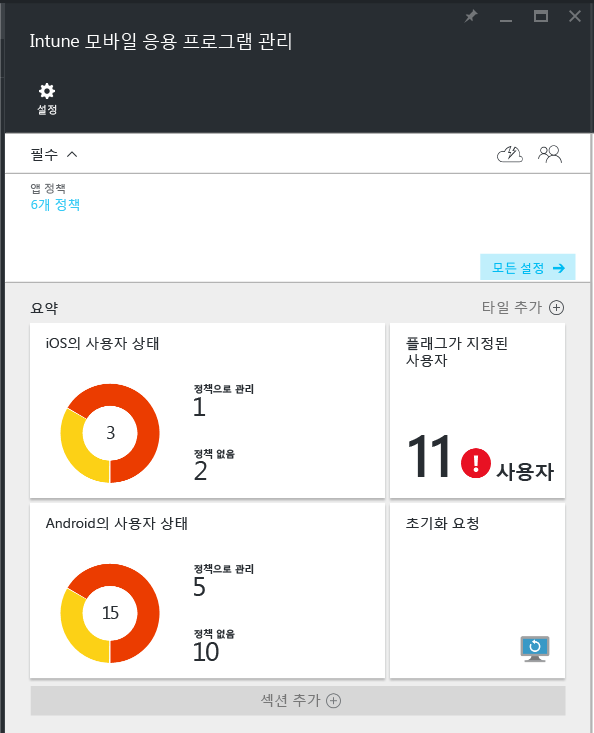 Intune 모바일 응용 프로그램 관리
설정
필수
앱 정책
6개 정책
모든 설정 →
요약
타일 추가
iOS의 사용자 상태
3
정책으로 관리
1
정책 없음
2
플래그가 지정된
사용자
11 ! 사용자
Android의 사용자 상태
15
정책으로 관리
5
정책 없음
10
초기화 요청
섹션 추가